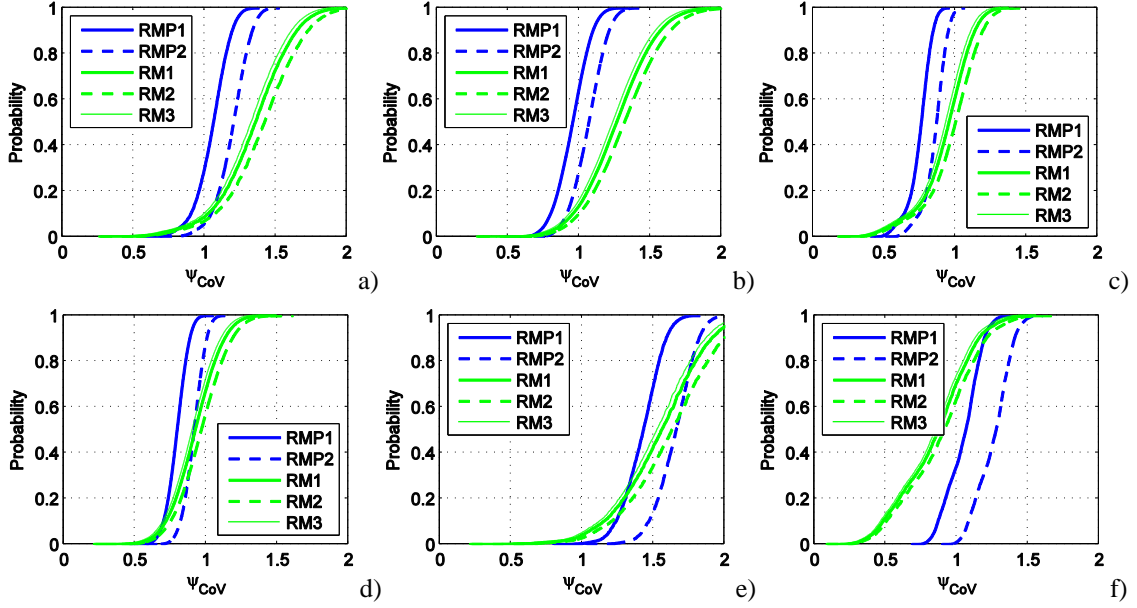 1
0.8
0.6
0.4
0.2
0
Probability
RMP1
RMP2
RM1
RM2
RM3
0 0.5 1 1.5 2
ΨCoV
a)
1
0.8
0.6
0.4
0.2
0
Probability
RMP1
RMP2
RM1
RM2
RM3
0 0.5 1 1.5 2
ΨCoV
b)
1
0.8
0.6
0.4
0.2
0
Probability
RMP1
RMP2
RM1
RM2
RM3
0 0.5 1 1.5 2
ΨCoV
c)
1
0.8
0.6
0.4
0.2
0
Probability
RMP1
RMP2
RM1
RM2
RM3
0 0.5 1 1.5 2
ΨCoV
d)
1
0.8
0.6
0.4
0.2
0
Probability
RMP1
RMP2
RM1
RM2
RM3
0 0.5 1 1.5 2
ΨCoV
e)
1
0.8
0.6
0.4
0.2
0
Probability
RMP1
RMP2
RM1
RM2
RM3
0 0.5 1 1.5 2
ΨCoV
f)